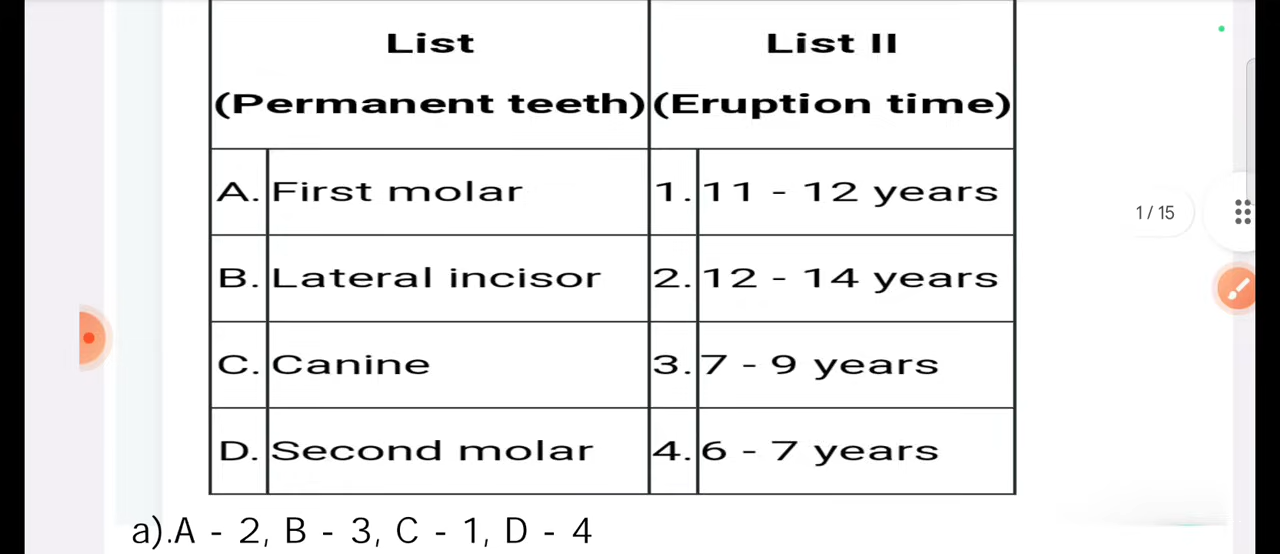 List List II
(Permanent teeth) (Eruption time)
A. First molar 1. 11 - 12 years
1 / 15
B. Lateral incisor 2. 12 - 14 years
C. Canine 3. 7 - 9 years
D. Second molar 4. 6 - 7 years
a).A - 2, B - 3, C - 1, D - 4